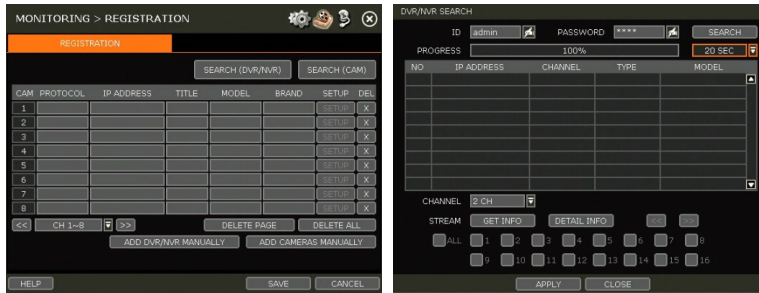 MONITORING > REGISTRATION
REGISTRATION
SEARCH (DVR/NVR) SEARCH (CAM)
CAM PROTOCOL IP ADDRESS TITLE MODEL BRAND SETUP DEL
1 SETUP X
2 SETUP X
3 SETUP X
4 SETUP X
5 SETUP X
6 SETUP X
7 SETUP X
8 SETUP X
<< CH 1~8 >> DELETE PAGE DELETE ALL
ADD DVR/NVR MANUALLY ADD CAMERAS MANUALLY
HELP SAVE CANCEL
DVR/NVR SEARCH
ID admin PASSWORD **** SEARCH
PROGRESS 100% 20 SEC
NO IP ADDRESS CHANNEL TYPE MODEL
CHANNEL 2 CH
STREAM GET INFO DETAIL INFO << >>
ALL 1 2 3 4 5 6 7 8
9 10 11 12 13 14 15 16
APPLY CLOSE